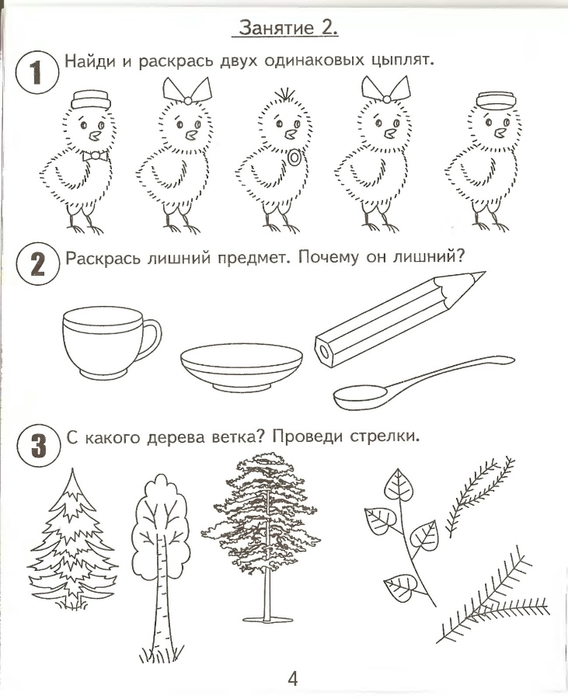 Занятие 2.
1 Найди и раскрась двух одинаковых цыплят.
2 Раскрась лишний предмет. Почему он лишний?
3 С какого дерева ветка? Проведи стрелки.
4